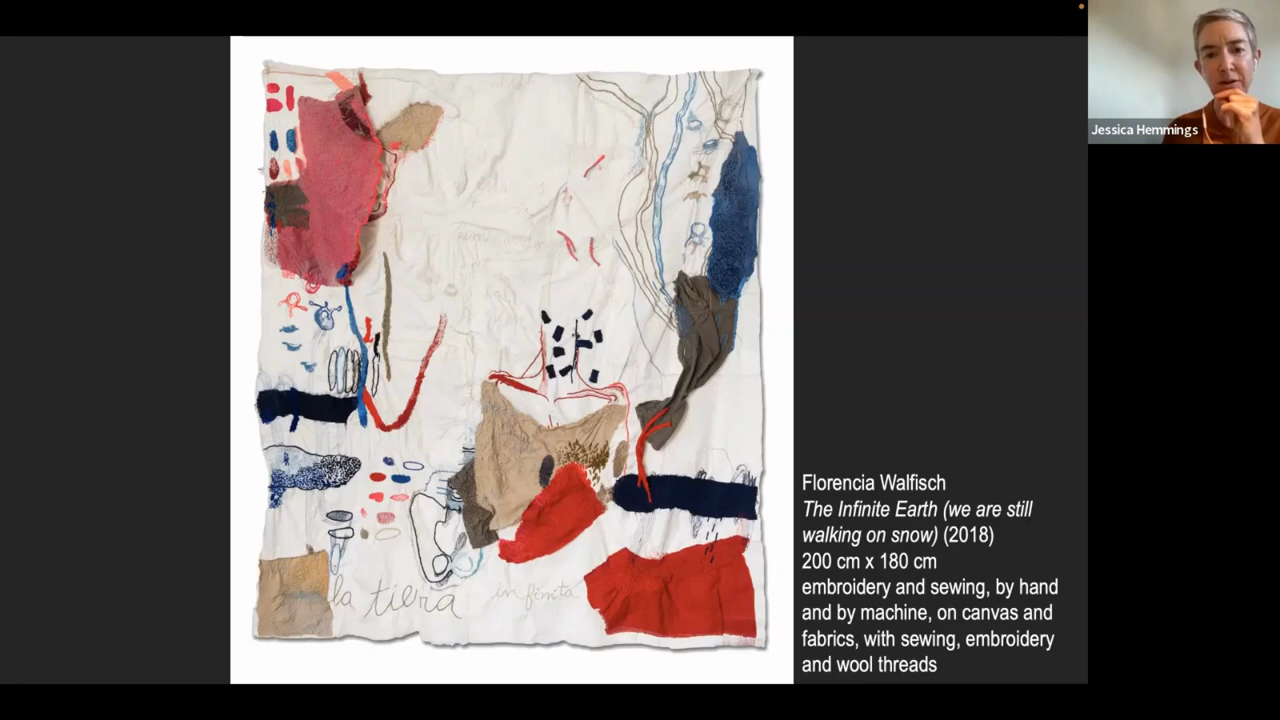 Jessica Hemmings
Florencia Walfisch
The Infinite Earth (we are still
walking on snow) (2018)
200 cm x 180 cm
embroidery and sewing, by hand
and by machine, on canvas and
fabrics, with sewing, embroidery
and wool threads
la tierra infinita